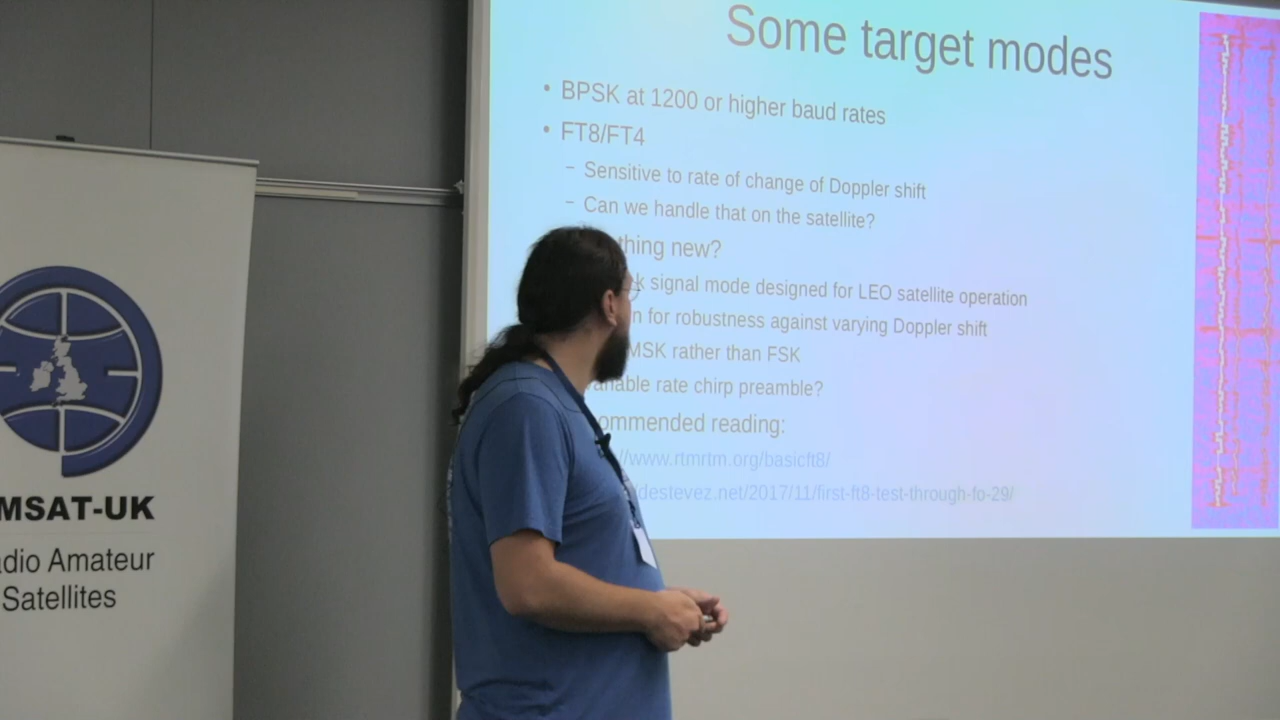 Some target modes
• BPSK at 1200 or higher baud rates
• FT8/FT4
– Sensitive to rate of change of Doppler shift
– Can we handle that on the satellite?
thing new?
k signal mode designed for LEO satellite operation
n for robustness against varying Doppler shift
MSK rather than FSK
ariable rate chirp preamble?
ommended reading:
//www.rtmrtm.org/basicft8/
/destevez.net/2017/11/first-ft8-test-through-fo-29/
MSAT-UK
adio Amateur
Satellites